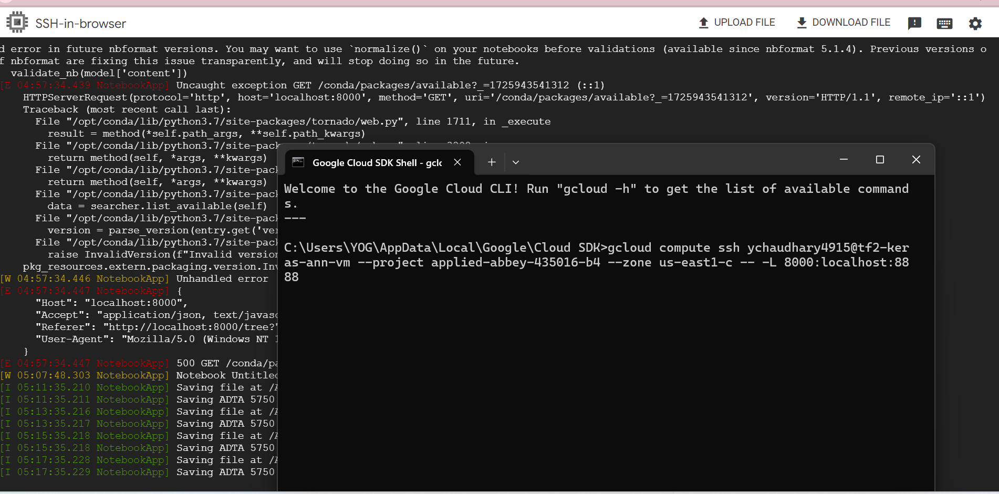 SSH-in-browser
UPLOAD FILE
DOWNLOAD FILE
d error in future nbformat versions. You may want to use `normalize()` on your notebooks before validations (available since nbformat 5.1.4). Previous versions o
f nbformat are fixing this issue transparently, and will stop doing so in the future.
validate_nb(model['content'])
[E 04:57:34.439 NotebookApp] Uncaught exception GET /conda/packages/available?_=1725943541312 (::1)
HTTPServerRequest(protocol='http', host='localhost:8000', method='GET', uri='/conda/packages/available?_=1725943541312', version='HTTP/1.1', remote_ip='::1')
Traceback (most recent call last):
File "/opt/conda/lib/python3.7/site-packages/tornado/web.py", line 1711, in _execute
result = method(*self.path_args, **self.path_kwargs)
File "/opt/conda/lib/python3.7/site-pack
return method(self, *args, **kwargs)
File "/opt/conda/lib/python3.7/site-pack
return method(self, *args, **kwargs)
File "/opt/conda/lib/python3.7/site-pack
data = searcher.list_available(self)
File "/opt/conda/lib/python3.7/site-pack
version = parse_version(entry.get('ver
File "/opt/conda/lib/python3.7/site-pack
raise InvalidVersion(f"Invalid version
pkg_resources.extern.packaging.version.Inv
[W 04:57:34.446 NotebookApp] Unhandled error
[E 04:57:34.447 NotebookApp] {
"Host": "localhost:8000",
"Accept": "application/json, text/javasc
"Referer": "http://localhost:8000/tree?"
"User-Agent": "Mozilla/5.0 (Windows NT 1
}
[E 04:57:34.447 NotebookApp] 500 GET /conda/pa
[W 05:07:48.303 NotebookApp] Notebook Untitled
[I 05:11:35.210 NotebookApp] Saving file at /A
[I 05:11:35.211 NotebookApp] Saving ADTA 5750
[I 05:13:35.216 NotebookApp] Saving file at /A
[I 05:13:35.217 NotebookApp] Saving ADTA 5750
[I 05:15:35.218 NotebookApp] Saving file at /A
[I 05:15:35.218 NotebookApp] Saving ADTA 5750
[I 05:17:35.228 NotebookApp] Saving file at /A
[I 05:17:35.229 NotebookApp] Saving ADTA 5750
Google Cloud SDK Shell - gclo
Welcome to the Google Cloud CLI! Run "gcloud -h" to get the list of available command
s.
---
C:\Users\YOG\AppData\Local\Google\Cloud SDK>gcloud compute ssh ychaudhary4915@tf2-ker
as-ann-vm --project applied-abbey-435016-b4 --zone us-east1-c -- -L 8000:localhost:88
88